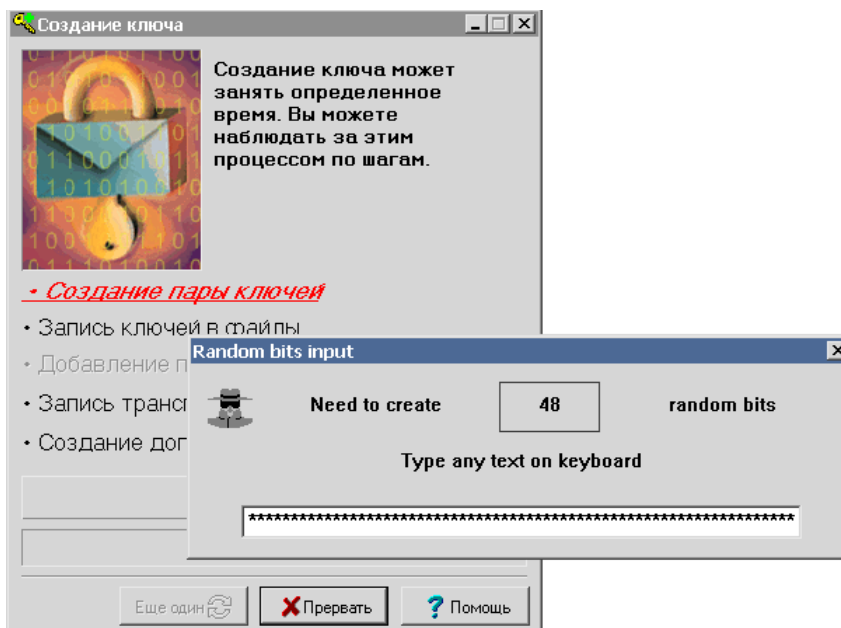 Создание ключа
Создание ключа может
занять определенное
время. Вы можете
наблюдать за этим
процессом по шагам.
• Создание пары ключей
• Запись ключей в файлы
• Добавление п
• Запись трансп
• Создание дог
Random bits input
Need to create 48 random bits
Type any text on keyboard
*****************************************************************
Еще один
Прервать
Помощь